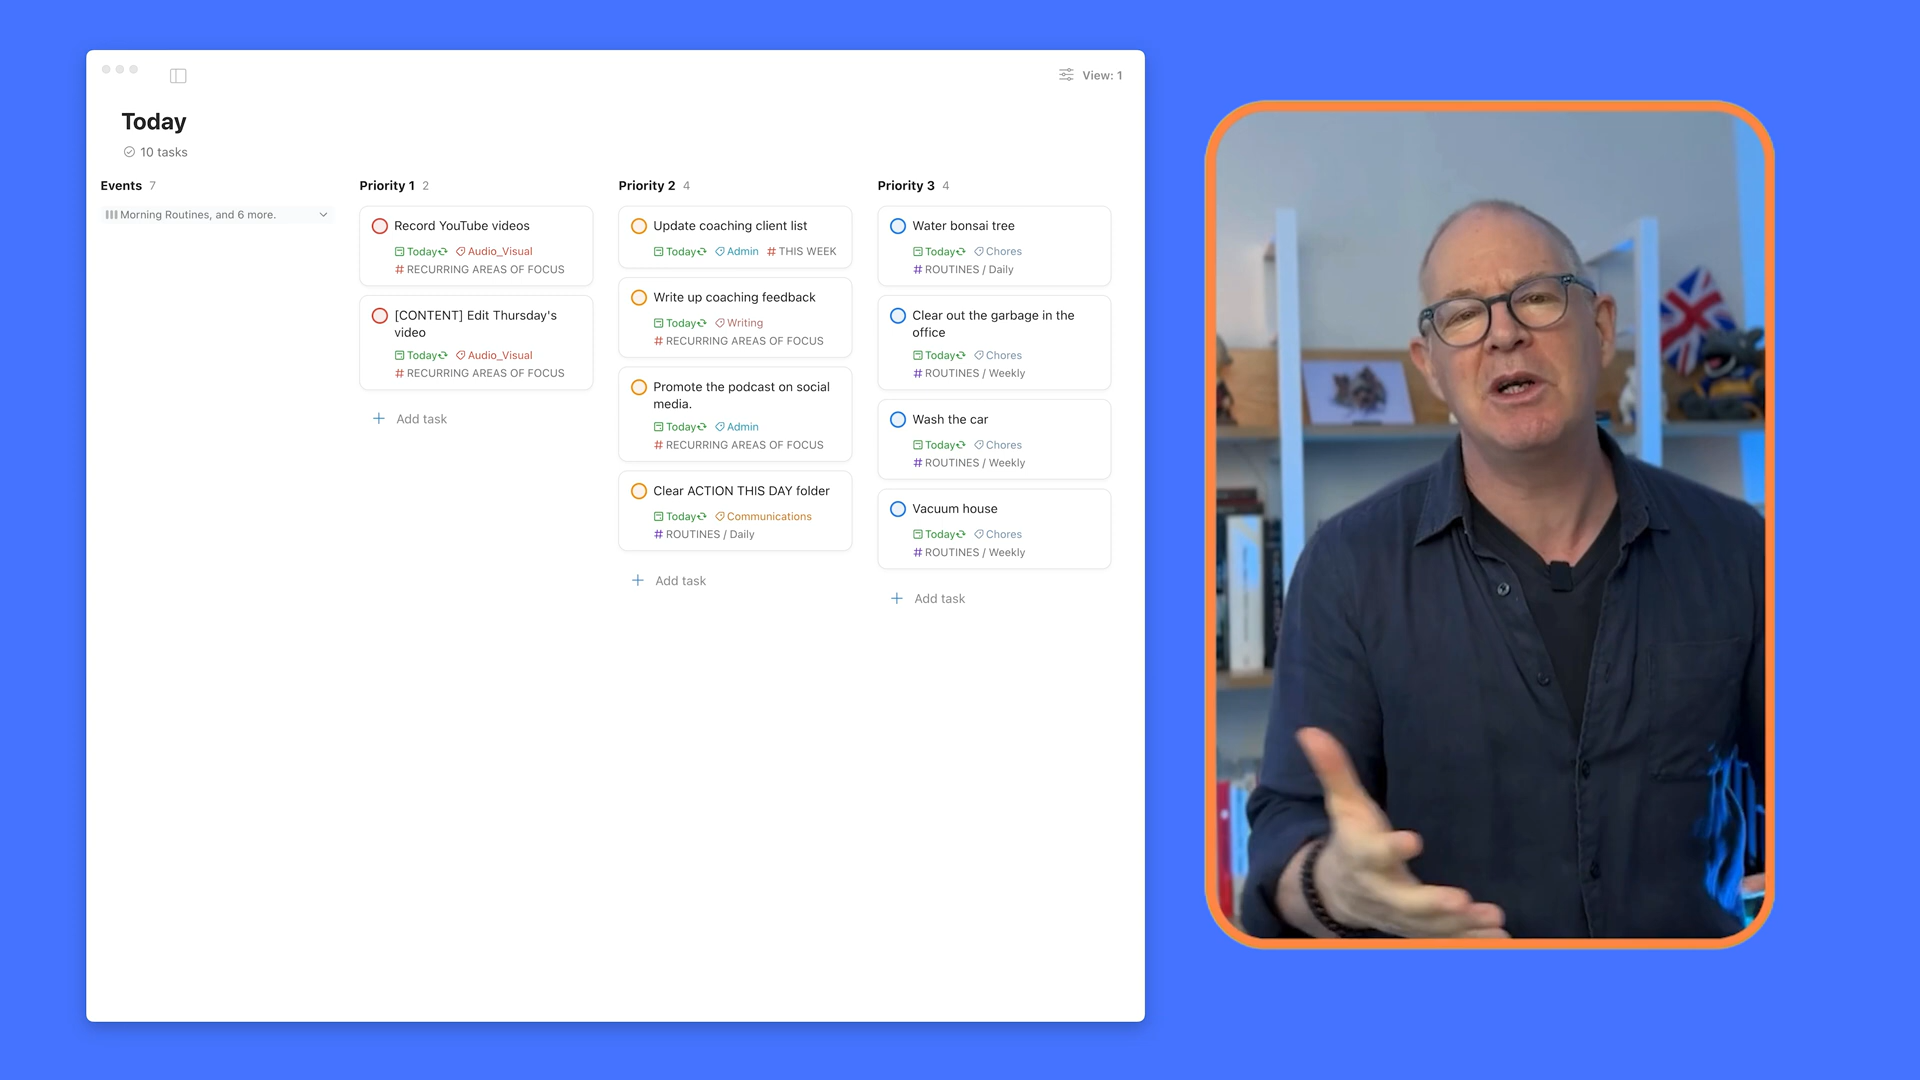 View: 1
Today
10 tasks
Events 7
Morning Routines, and 6 more.
Priority 1 2
Record YouTube videos
Today Audio_Visual
# RECURRING AREAS OF FOCUS
[CONTENT] Edit Thursday's
video
Today Audio_Visual
# RECURRING AREAS OF FOCUS
+ Add task
Priority 2 4
Update coaching client list
Today Admin # THIS WEEK
Write up coaching feedback
Today Writing
# RECURRING AREAS OF FOCUS
Promote the podcast on social
media.
Today Admin
# RECURRING AREAS OF FOCUS
Clear ACTION THIS DAY folder
Today Communications
# ROUTINES / Daily
+ Add task
Priority 3 4
Water bonsai tree
Today Chores
# ROUTINES / Daily
Clear out the garbage in the
office
Today Chores
# ROUTINES / Weekly
Wash the car
Today Chores
# ROUTINES / Weekly
Vacuum house
Today Chores
# ROUTINES / Weekly
+ Add task